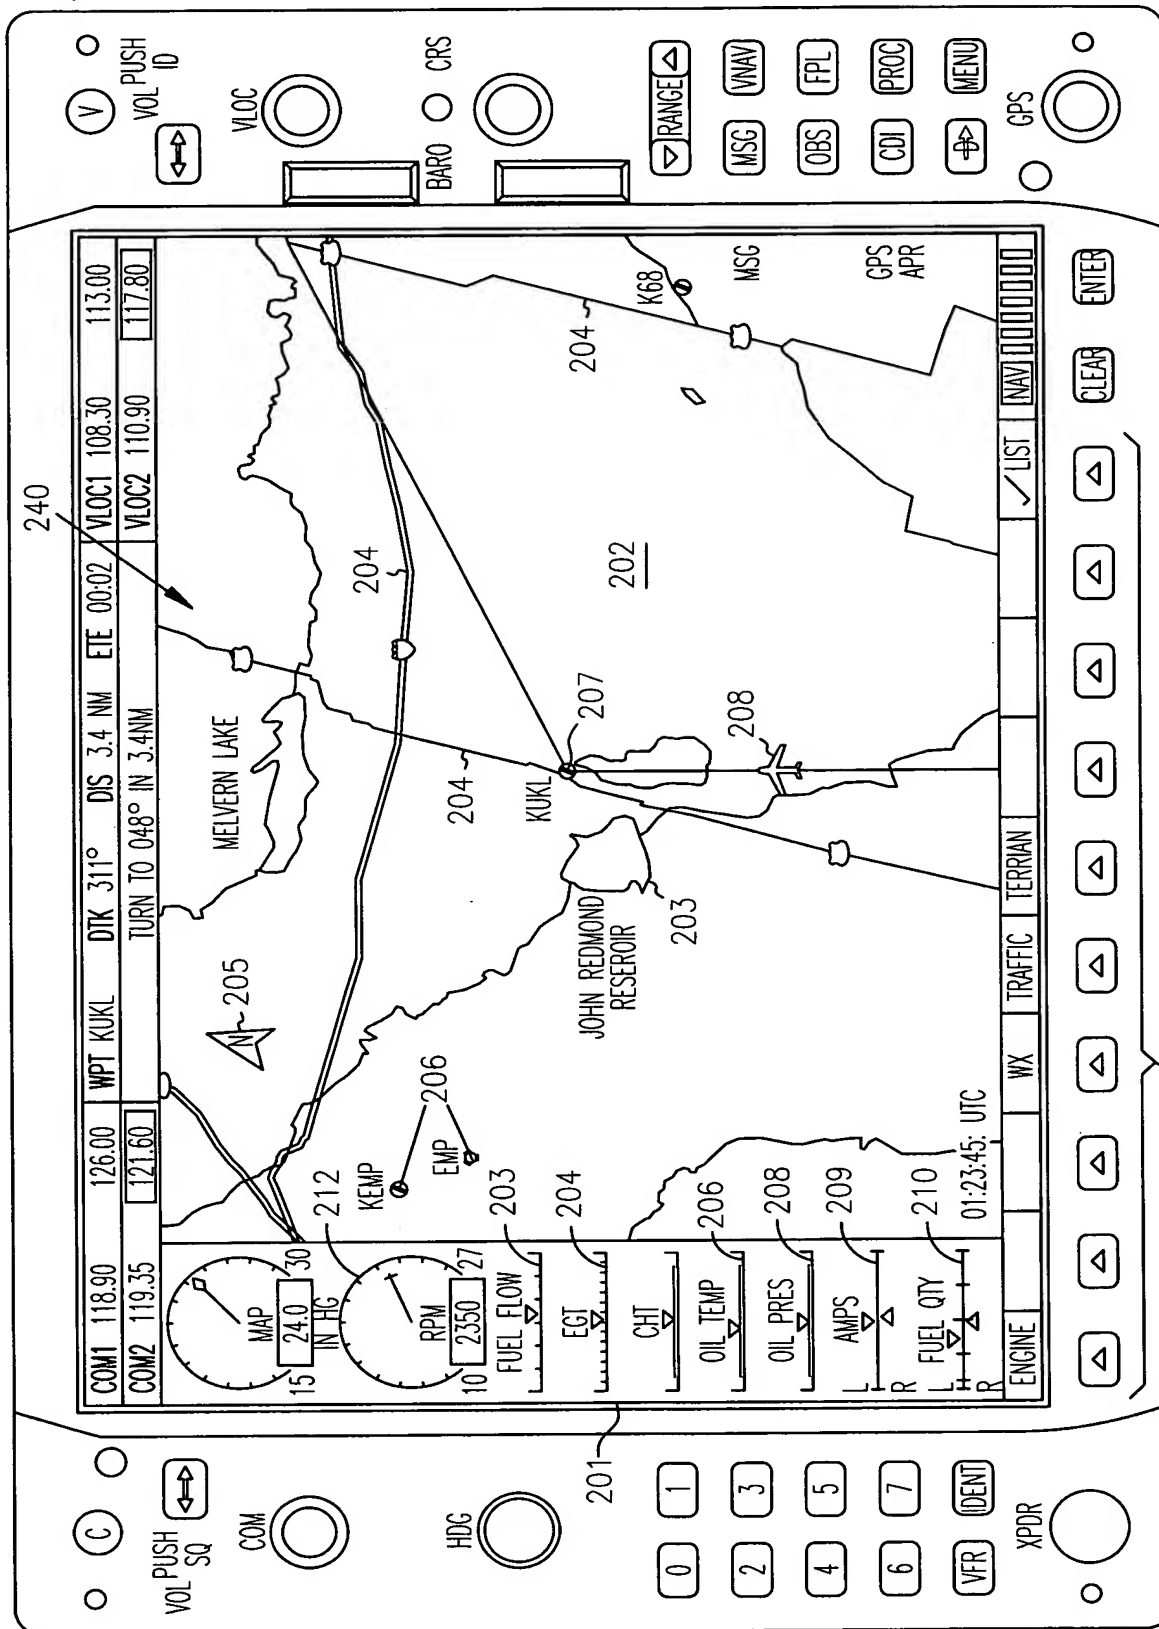 240
C
VOL PUSH
SQ
COM
HDG
0 1
2 3
4 5
6 7
VFR IDENT
XPDR
201
COM1 118.90 126.00 WPT KUKL DTK 311° DIS 3.4 NM ETE 00:02 VLOC1 108.30 113.00
COM2 119.35 121.60 TURN TO 048° IN 3.4NM VLOC2 110.90 117.80
MAP
24.0
15 30
IN HG
212
RPM
2350
10 27
FUEL FLOW
203
EGT
204
CHT
OIL TEMP
206
OIL PRES
208
AMPS
209
L
R
FUEL QTY
210
L
R
N
205
MELVERN LAKE
204
KEMP
206
EMP
204
KUKL
207
JOHN REDMOND
RESEROIR
203
208
202
204
K68
MSG
GPS
APR
01:23:45: UTC
ENGINE WX TRAFFIC TERRIAN LIST NAV
CLEAR ENTER
V
VOL PUSH
ID
VLOC
BARO CRS
RANGE
MSG VNAV
OBS FPL
CDI PROC
D MENU
GPS